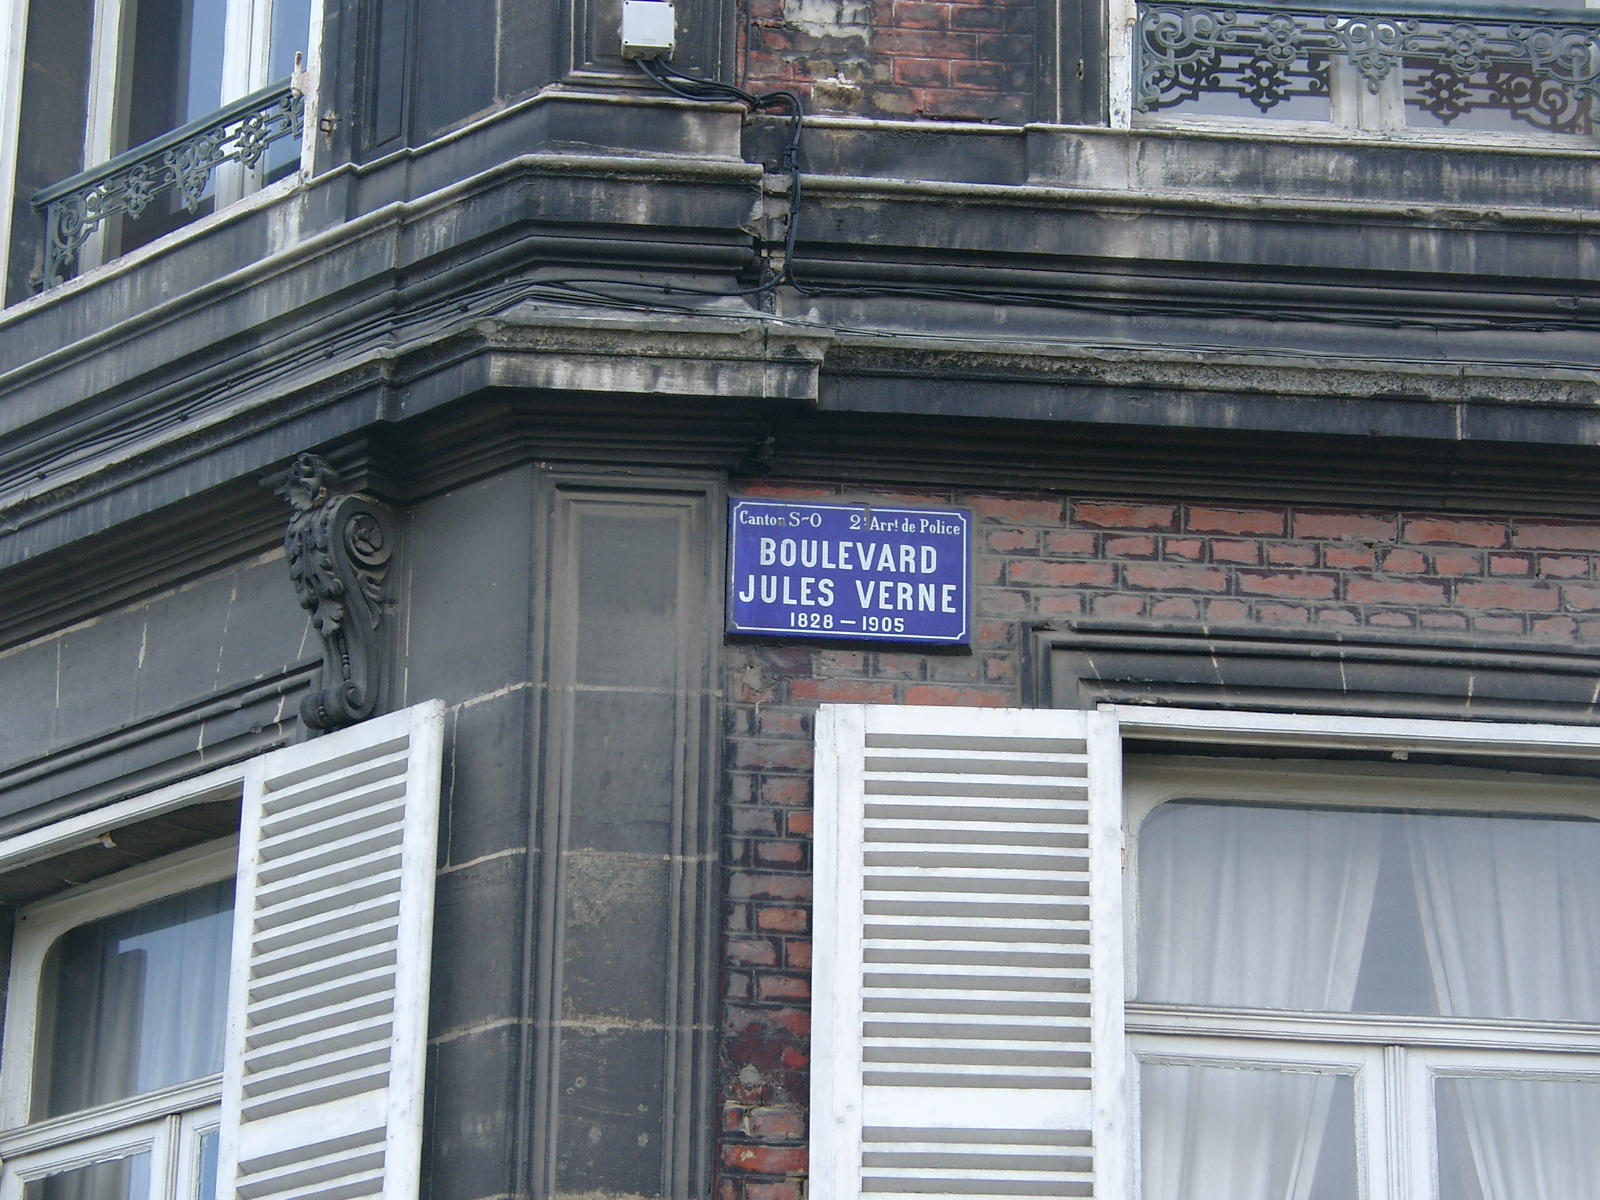 Canton S-O 2e Arrt de Police
BOULEVARD
JULES VERNE
1828 - 1905